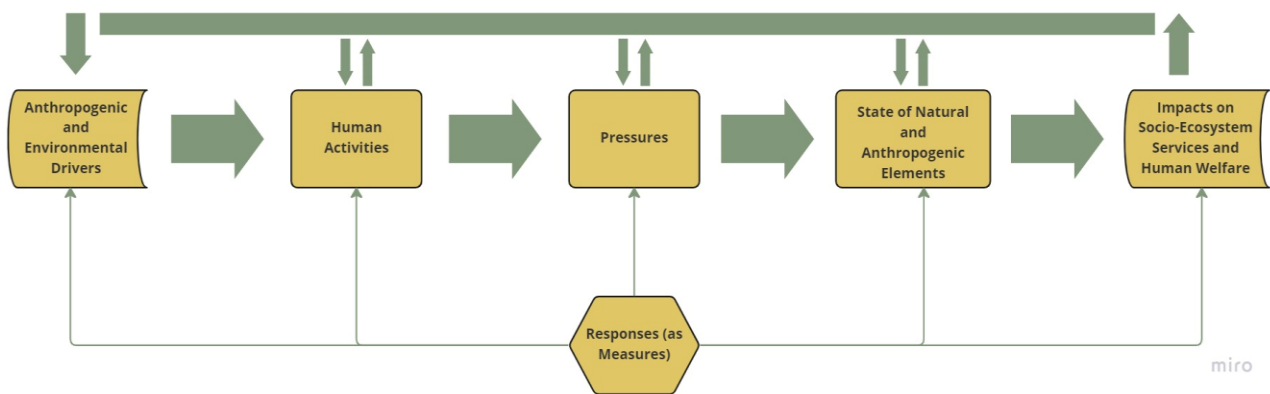 Anthropogenic
and
Environmental
Drivers
Human
Activities
Pressures
State of Natural
and
Anthropogenic
Elements
Impacts on
Socio-Ecosystem
Services and
Human Welfare
Responses (as
Measures)
miro